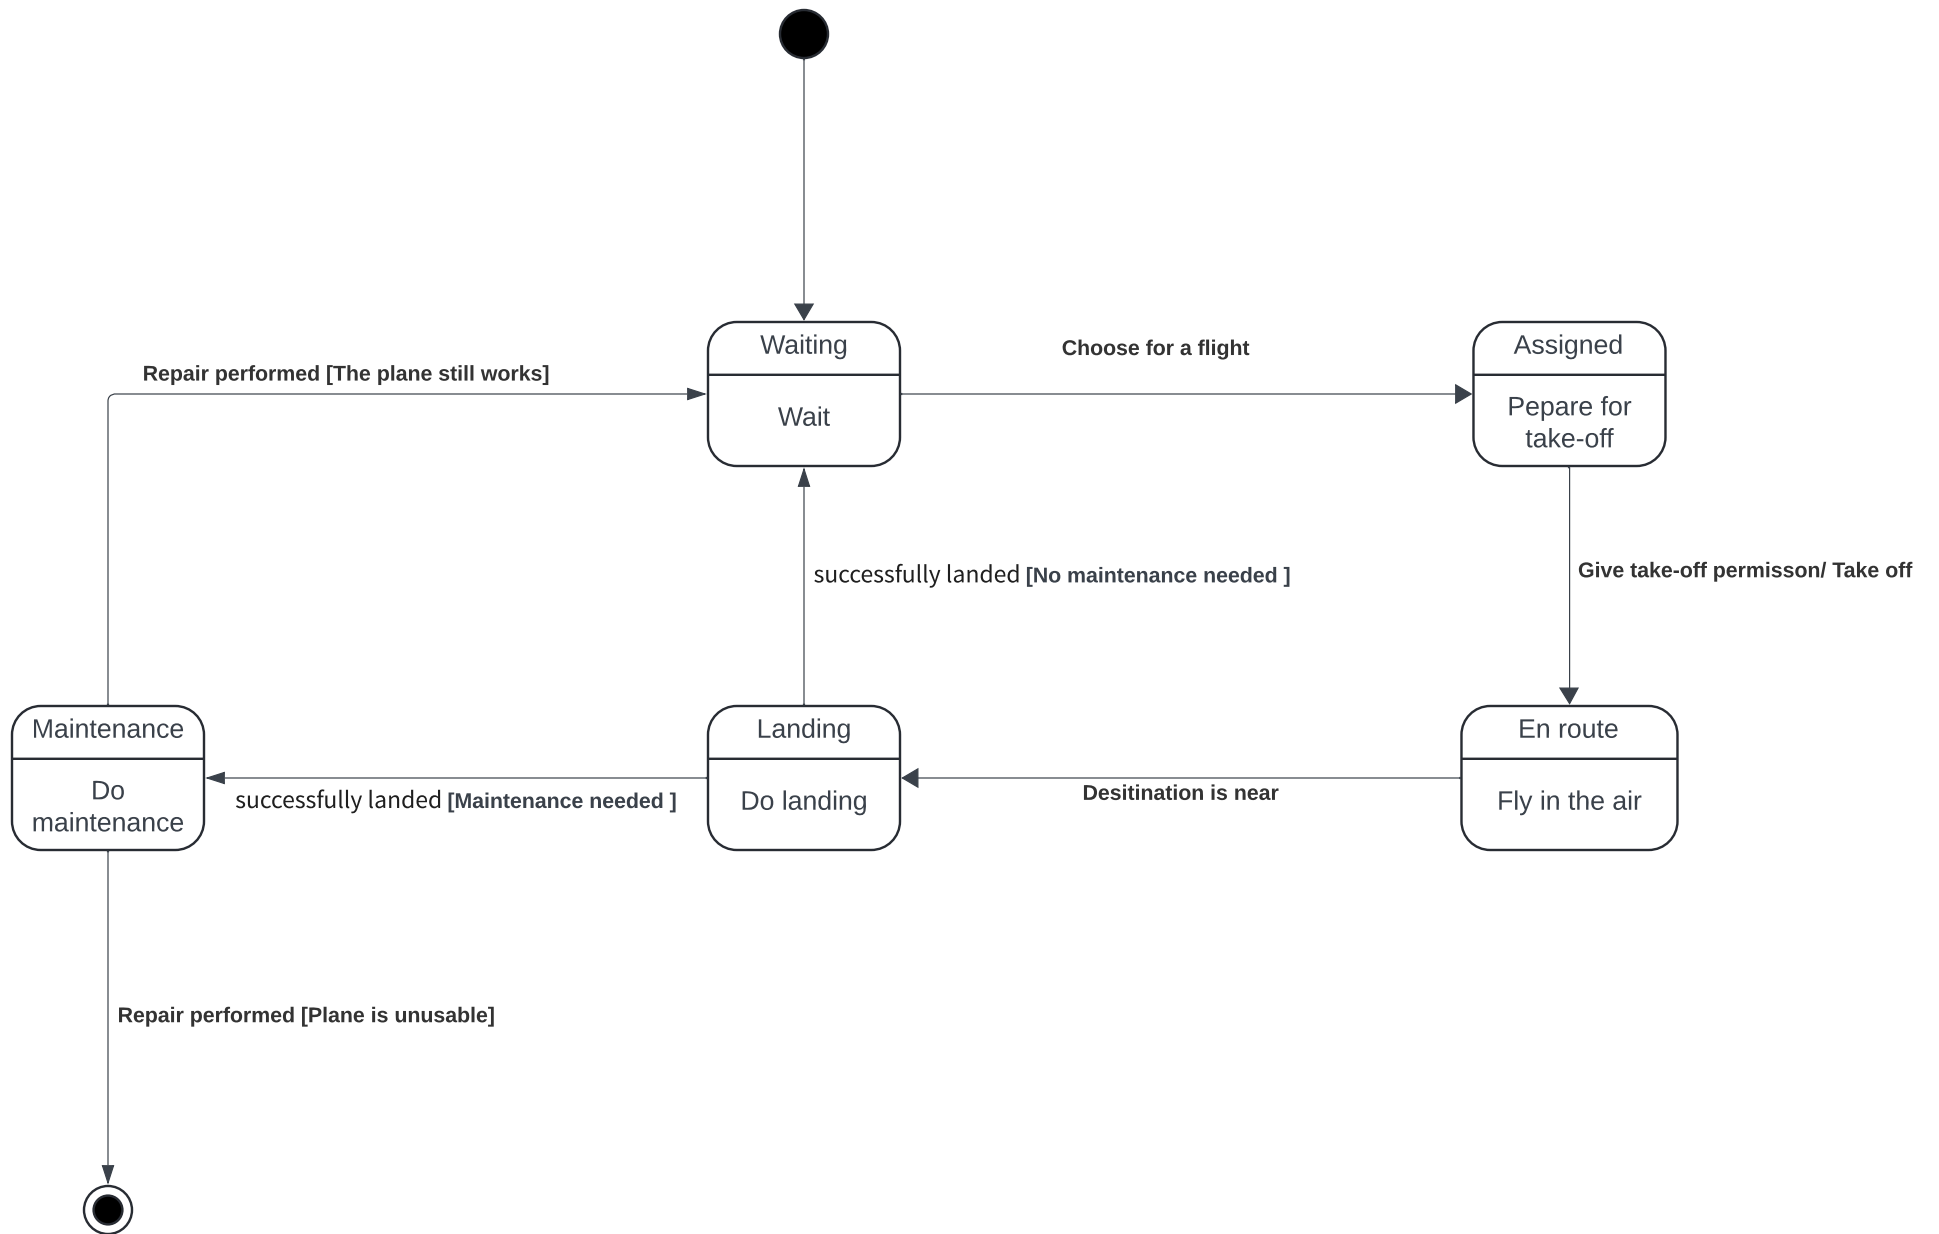 Waiting
Wait
Choose for a flight
Assigned
Pepare for
take-off
Repair performed [The plane still works]
successfully landed [No maintenance needed ]
Give take-off permisson/ Take off
Maintenance
Do
maintenance
successfully landed [Maintenance needed ]
Landing
Do landing
Desitination is near
En route
Fly in the air
Repair performed [Plane is unusable]